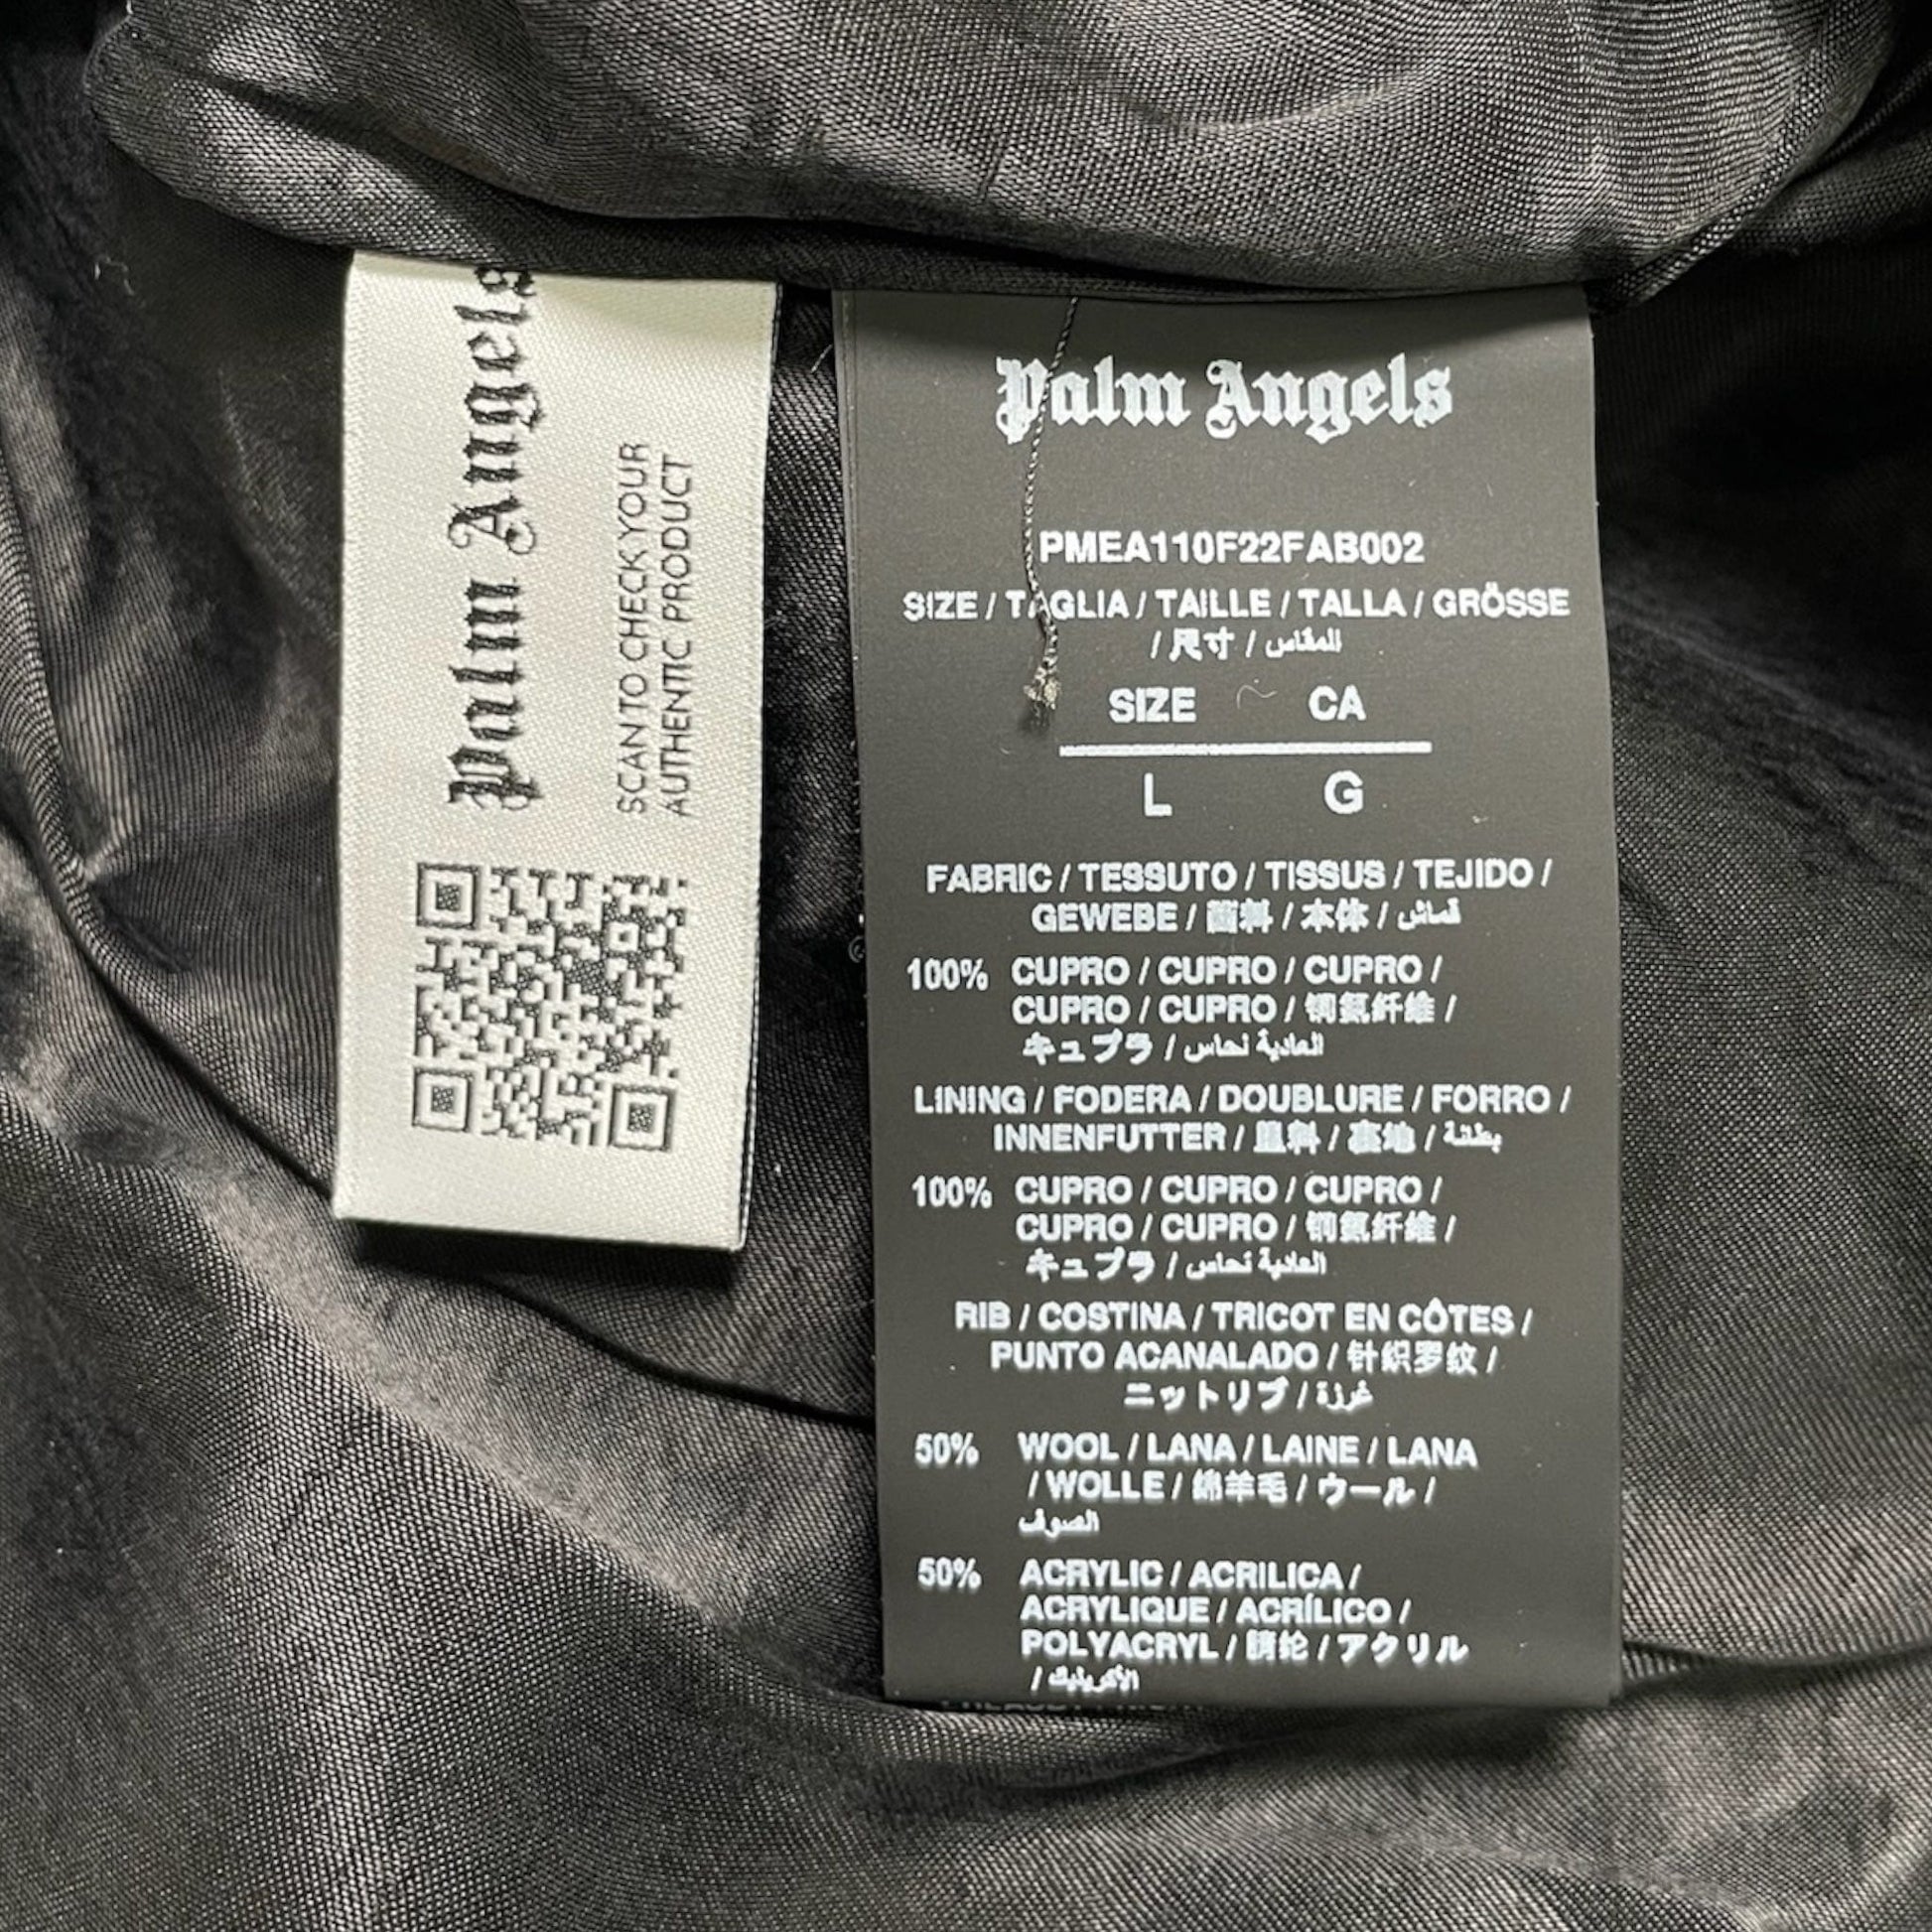 Palm Angels
SCAN TO CHECK YOUR
AUTHENTIC PRODUCT
Palm Angels
PMEA110F22FAB002
SIZE / TAGLIA / TAILLE / TALLA / GRÖSSE
/ 尺寸 / المقاس
SIZE CA
L G
FABRIC / TESSUTO / TISSUS / TEJIDO /
GEWEBE / 面料 / 本体 / قماش
100% CUPRO / CUPRO / CUPRO /
CUPRO / CUPRO / 铜氨纤维 /
キュプラ / العادية نحاس
LINING / FODERA / DOUBLURE / FORRO /
INNENFUTTER / 里料 / 裏地 / بطانة
100% CUPRO / CUPRO / CUPRO /
CUPRO / CUPRO / 铜氨纤维 /
キュプラ / العادية نحاس
RIB / COSTINA / TRICOT EN CÔTES /
PUNTO ACANALADO / 针织罗纹 /
ニットリブ / غرزة
50% WOOL / LANA / LAINE / LANA
/ WOLLE / 绵羊毛 / ウール /
الصوف
50% ACRYLIC / ACRILICA /
ACRYLIQUE / ACRÍLICO /
POLYACRYL / 腈纶 / アクリル
/ الأكريليك